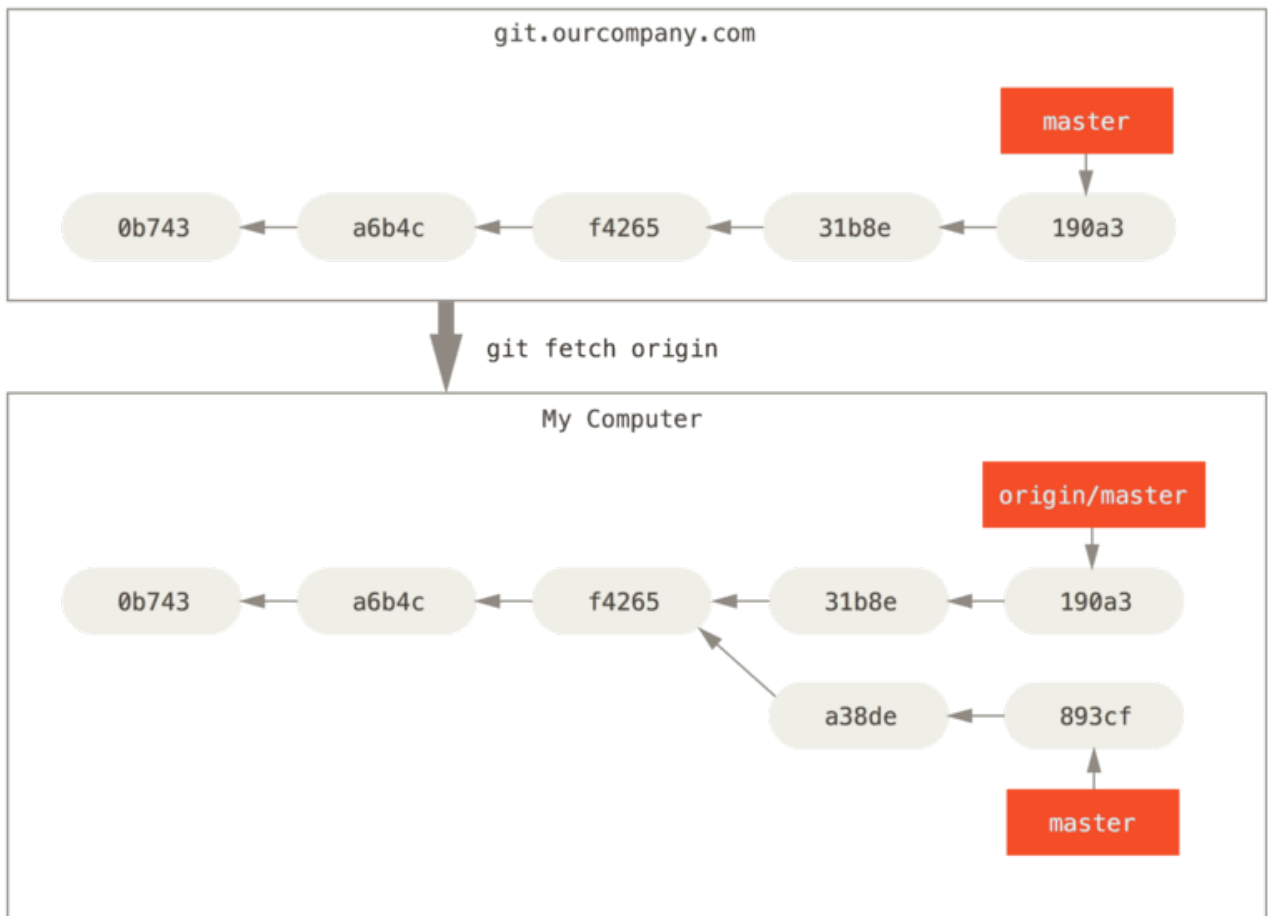 git.ourcompany.com
master
0b743 a6b4c f4265 31b8e 190a3
git fetch origin
My Computer
origin/master
0b743 a6b4c f4265 31b8e 190a3
a38de 893cf
master